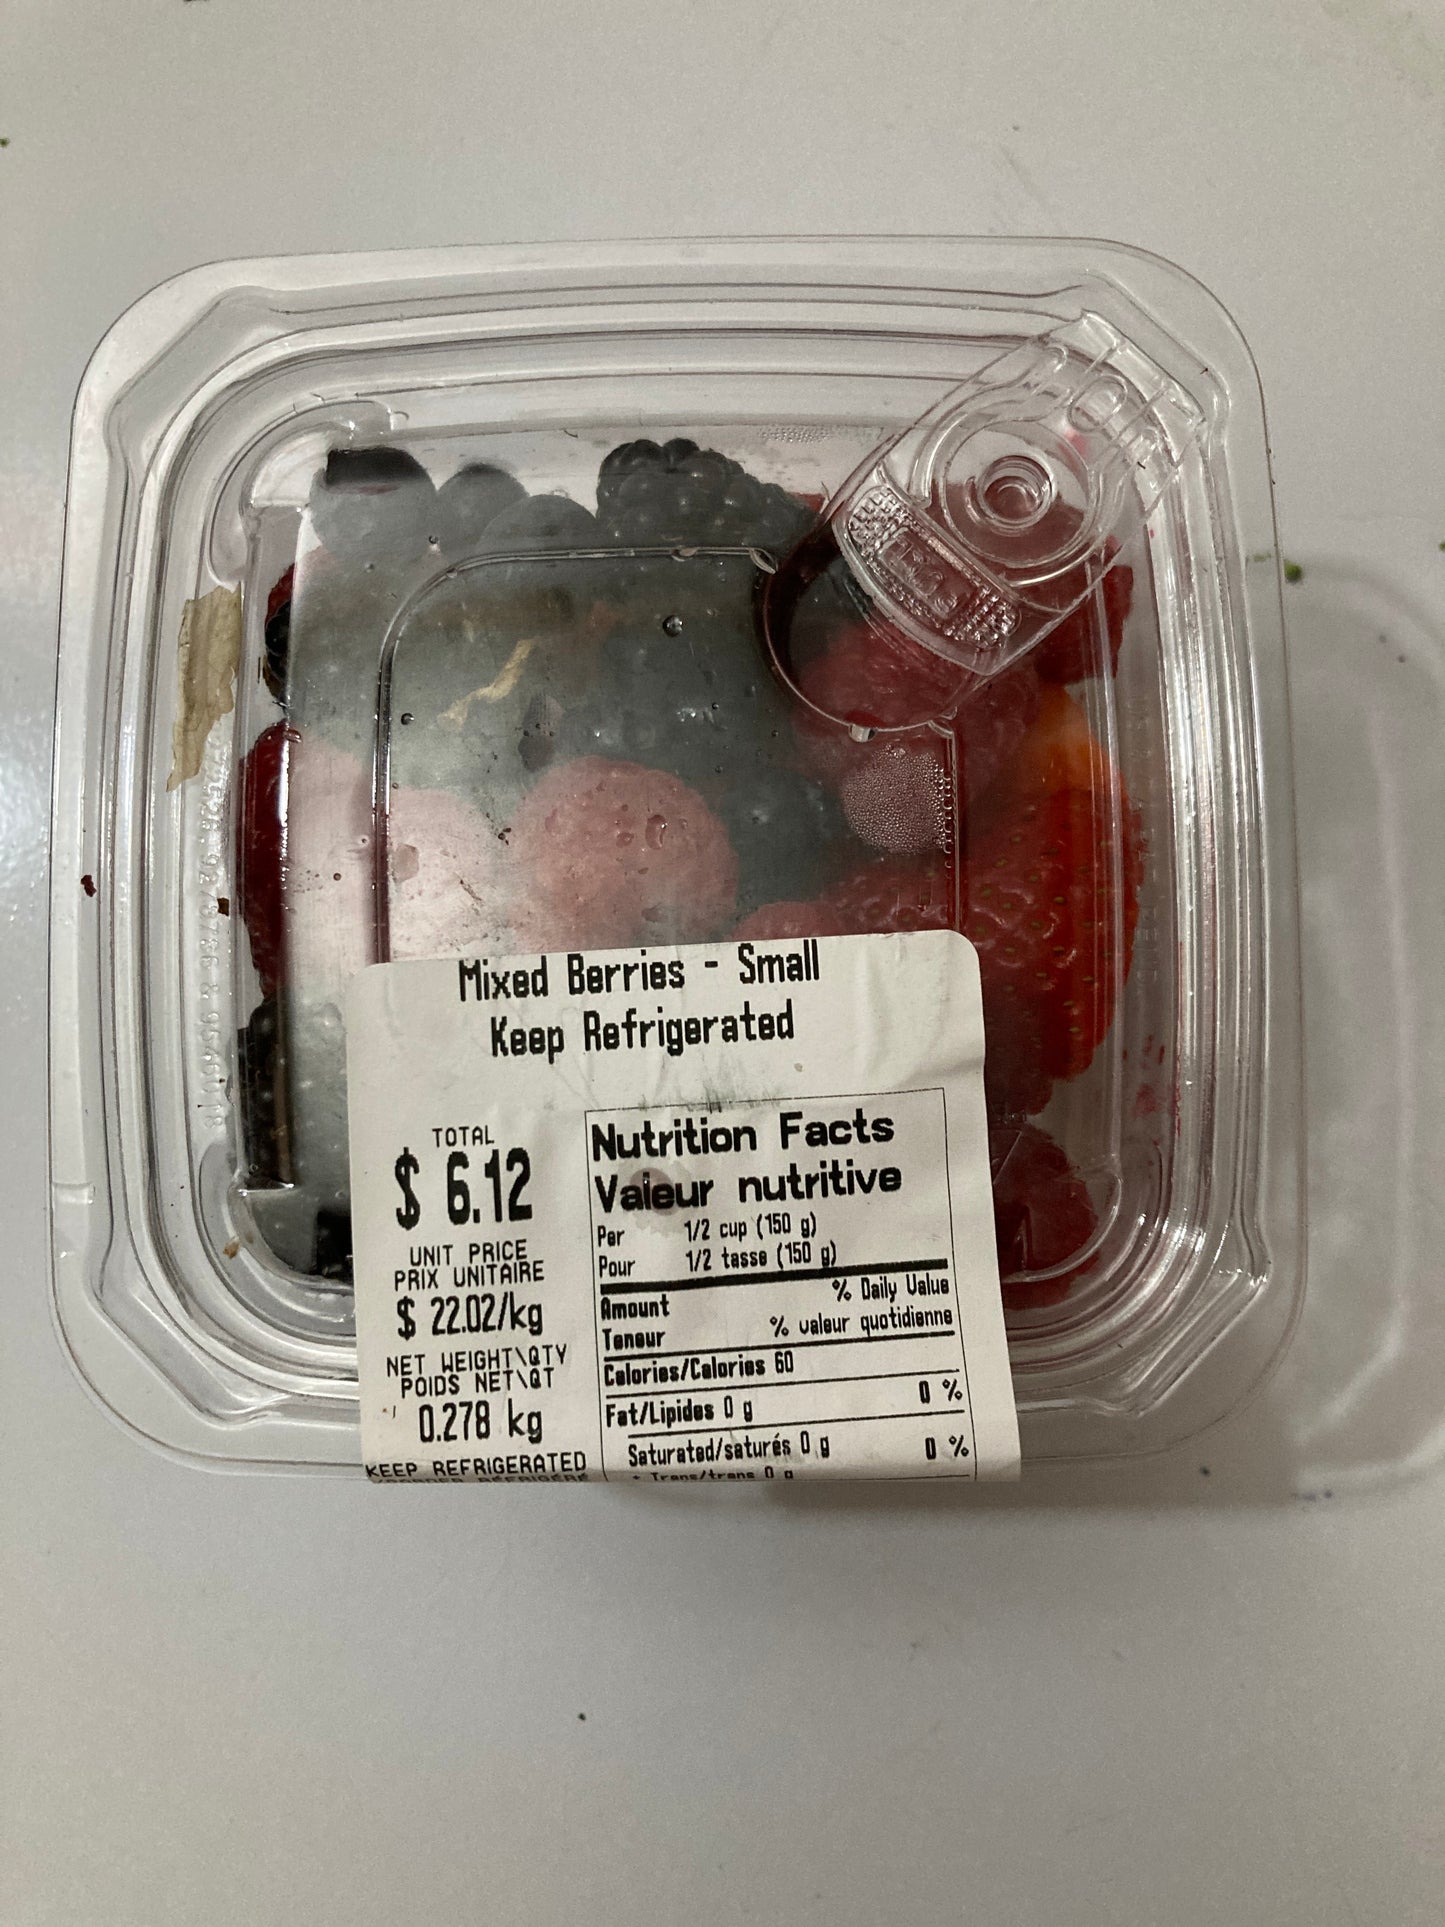 Mixed Berries - Small
Keep Refrigerated
TOTAL
$ 6.12
UNIT PRICE
PRIX UNITAIRE
$ 22.02/kg
NET WEIGHT\QTY
POIDS NET\QT
0.278 kg
KEEP REFRIGERATED
Nutrition Facts
Valeur nutritive
Per 1/2 cup (150 g)
Pour 1/2 tasse (150 g)
Amount % Daily Value
Teneur % valeur quotidienne
Calories/Calories 60
Fat/Lipides 0 g 0 %
Saturated/saturés 0 g 0 %
+ Trans/trans 0 g